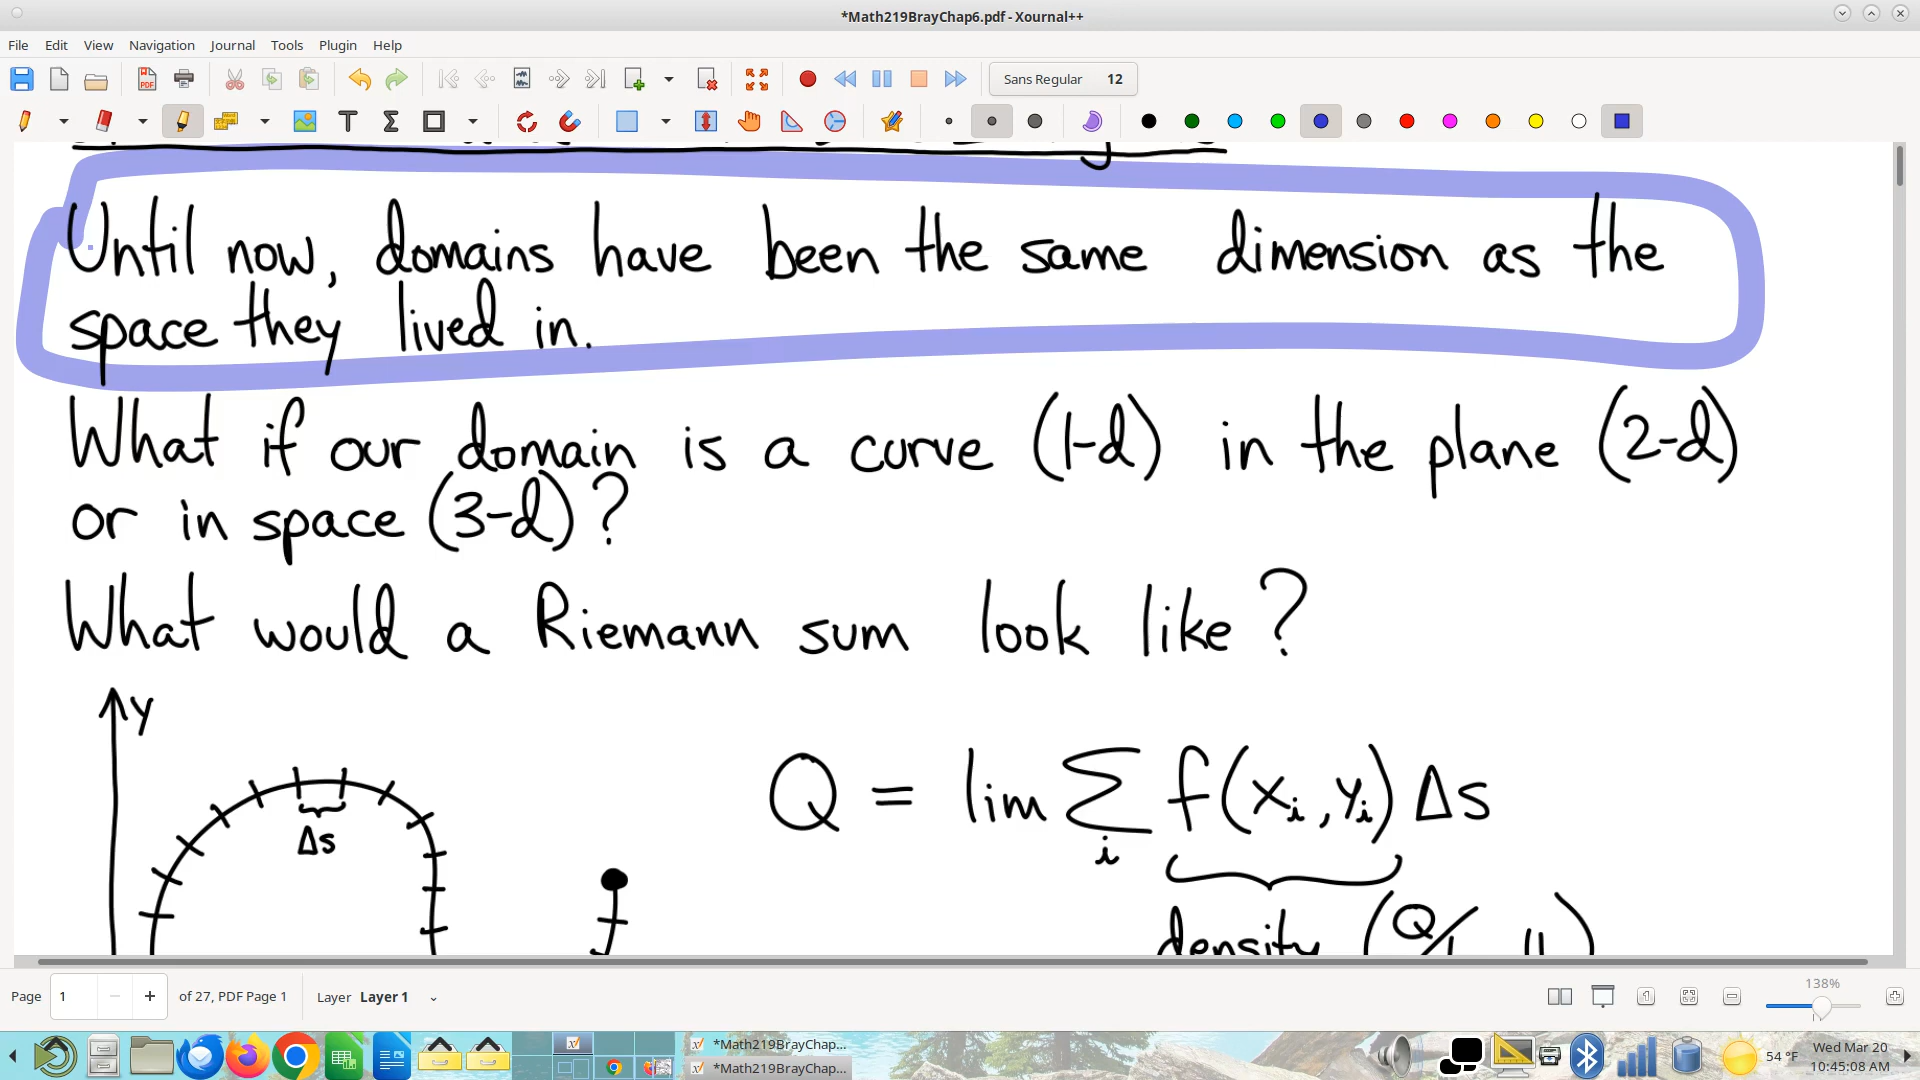 *Math219BrayChap6.pdf - Xournal++
File Edit View Navigation Journal Tools Plugin Help
Sans Regular 12
Until now, domains have been the same dimension as the
space they lived in.
What if our domain is a curve (1-d) in the plane (2-d)
or in space (3-d)?
What would a Riemann sum look like?
y
Δs
Q = lim Σ f(xᵢ,yᵢ) Δs
i
density (Q/
Page 1 of 27, PDF Page 1 Layer Layer 1
138%
*Math219BrayChap...
*Math219BrayChap...
54 °F
Wed Mar 20
10:45:08 AM